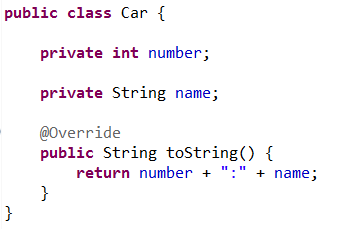 public class Car {
private int number;
private String name;
@Override
public String toString() {
return number + ":" + name;
}
}